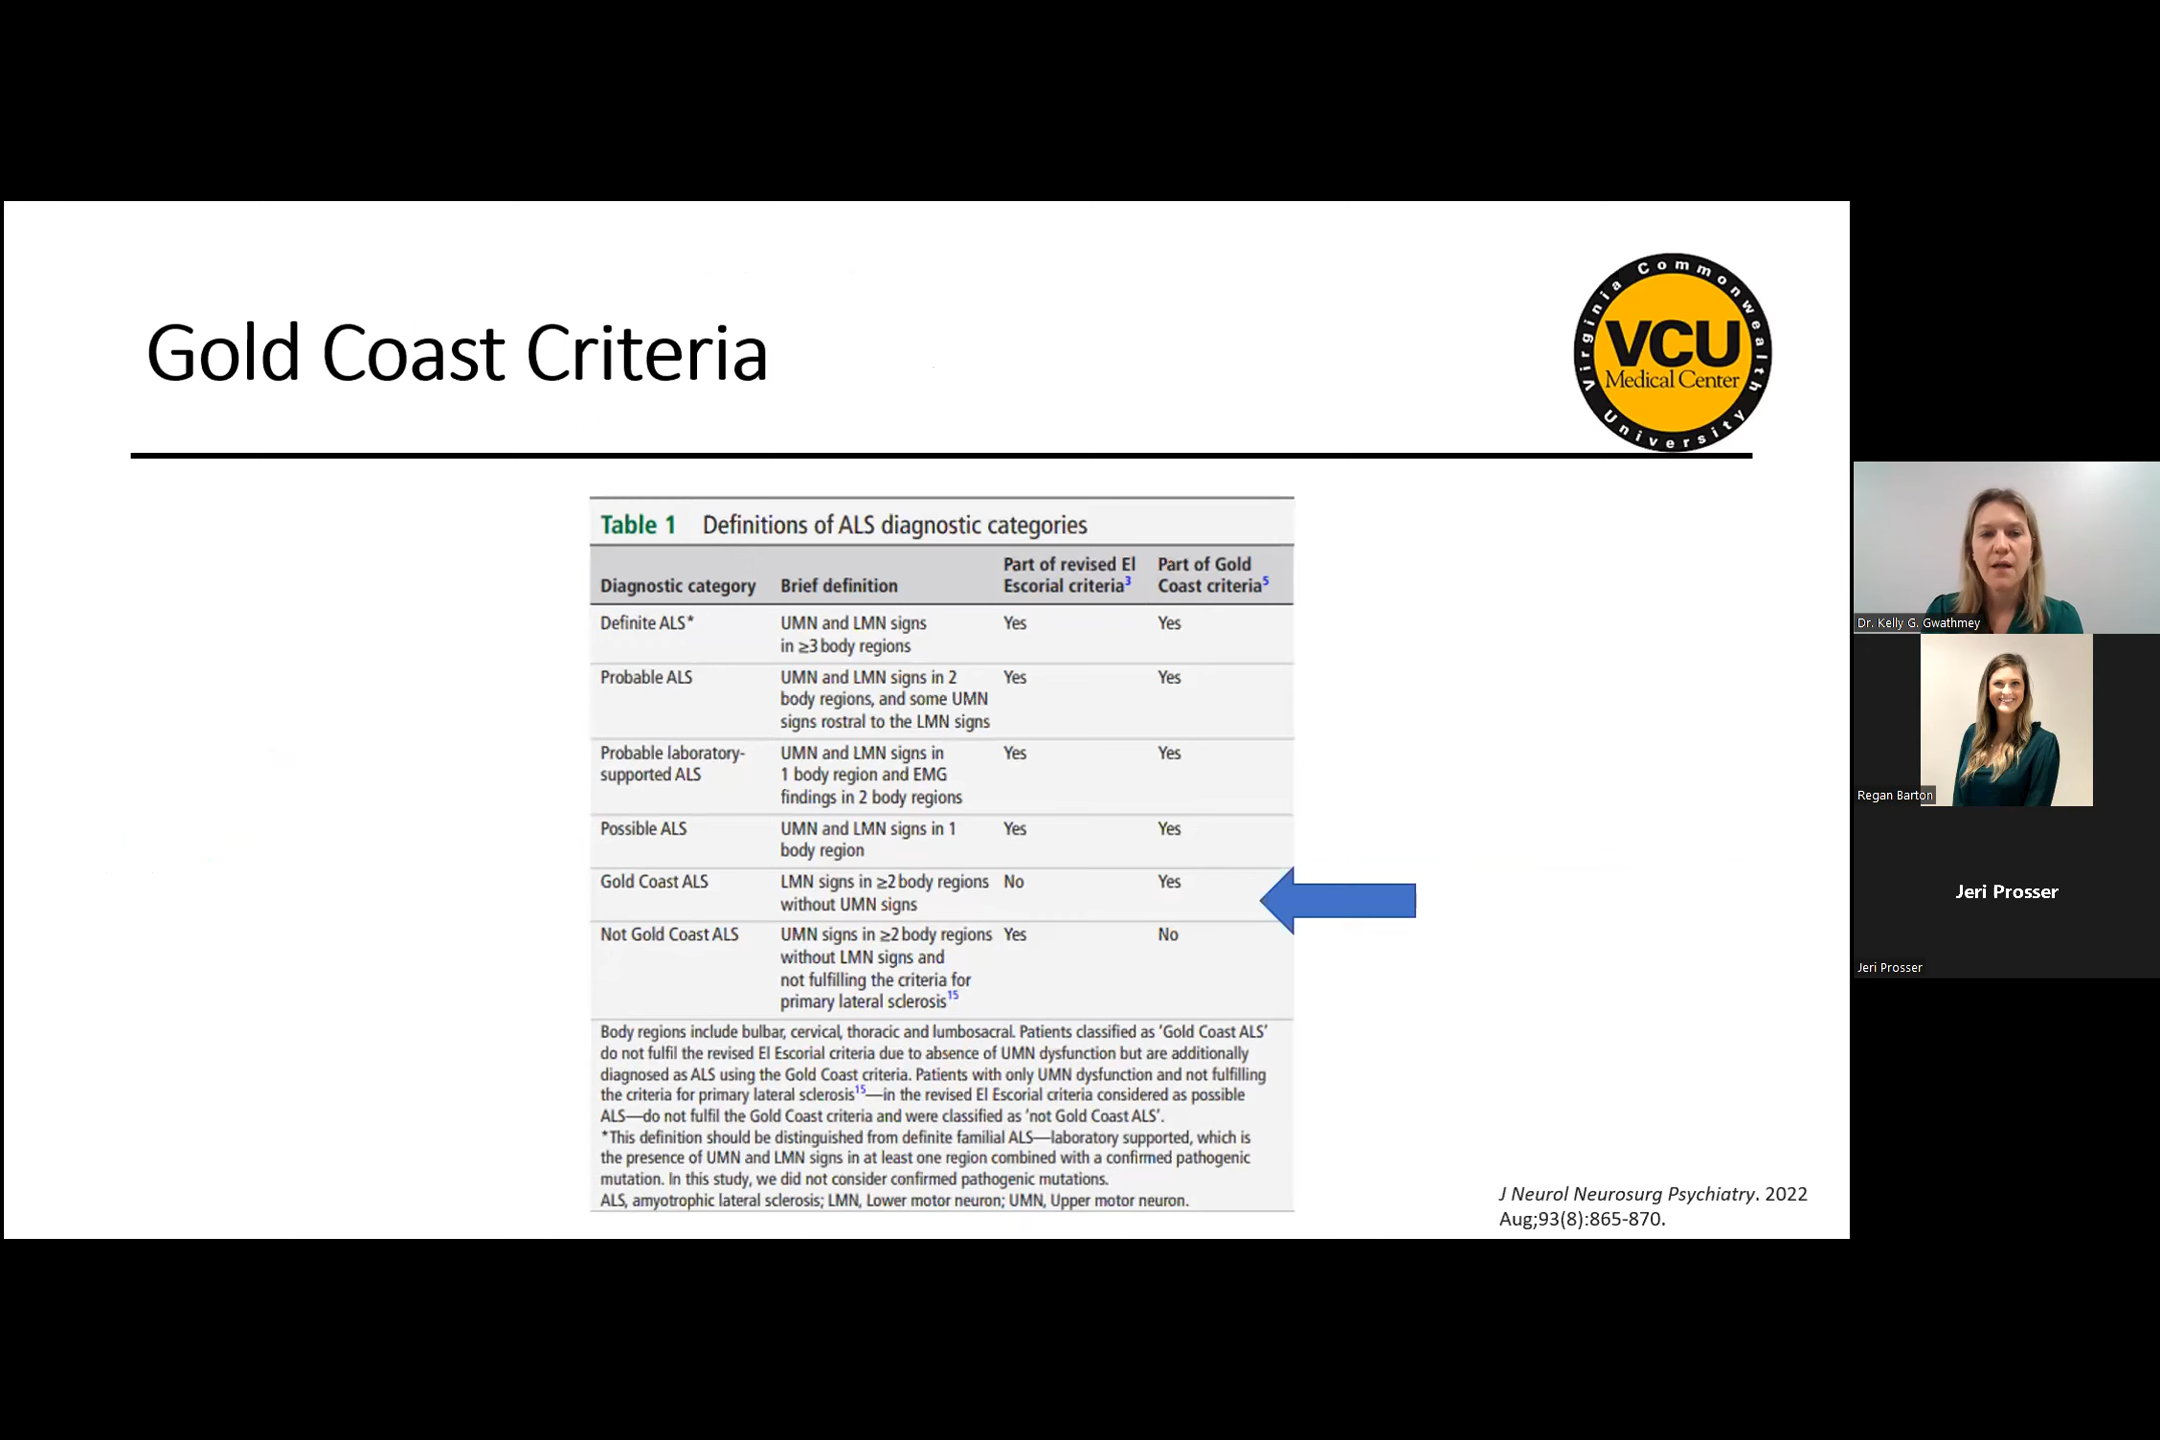 Gold Coast Criteria
Virginia Commonwealth University
VCU
Medical Center
Table 1 Definitions of ALS diagnostic categories
Diagnostic category Brief definition Part of revised El Escorial criteria3 Part of Gold Coast criteria5
Definite ALS* UMN and LMN signs Yes Yes
in ≥3 body regions
Probable ALS UMN and LMN signs in 2 Yes Yes
body regions, and some UMN
signs rostral to the LMN signs
Probable laboratory- UMN and LMN signs in Yes Yes
supported ALS 1 body region and EMG
findings in 2 body regions
Possible ALS UMN and LMN signs in 1 Yes Yes
body region
Gold Coast ALS LMN signs in ≥2 body regions No Yes
without UMN signs
Not Gold Coast ALS UMN signs in ≥2 body regions Yes No
without LMN signs and
not fulfilling the criteria for
primary lateral sclerosis15
Body regions include bulbar, cervical, thoracic and lumbosacral. Patients classified as 'Gold Coast ALS'
do not fulfil the revised El Escorial criteria due to absence of UMN dysfunction but are additionally
diagnosed as ALS using the Gold Coast criteria. Patients with only UMN dysfunction and not fulfilling
the criteria for primary lateral sclerosis15—in the revised El Escorial criteria considered as possible
ALS—do not fulfil the Gold Coast criteria and were classified as 'not Gold Coast ALS'.
*This definition should be distinguished from definite familial ALS—laboratory supported, which is
the presence of UMN and LMN signs in at least one region combined with a confirmed pathogenic
mutation. In this study, we did not consider confirmed pathogenic mutations.
ALS, amyotrophic lateral sclerosis; LMN, Lower motor neuron; UMN, Upper motor neuron.
J Neurol Neurosurg Psychiatry. 2022
Aug;93(8):865-870.
Dr. Kelly G. Gwathmey
Regan Barton
Jeri Prosser
Jeri Prosser